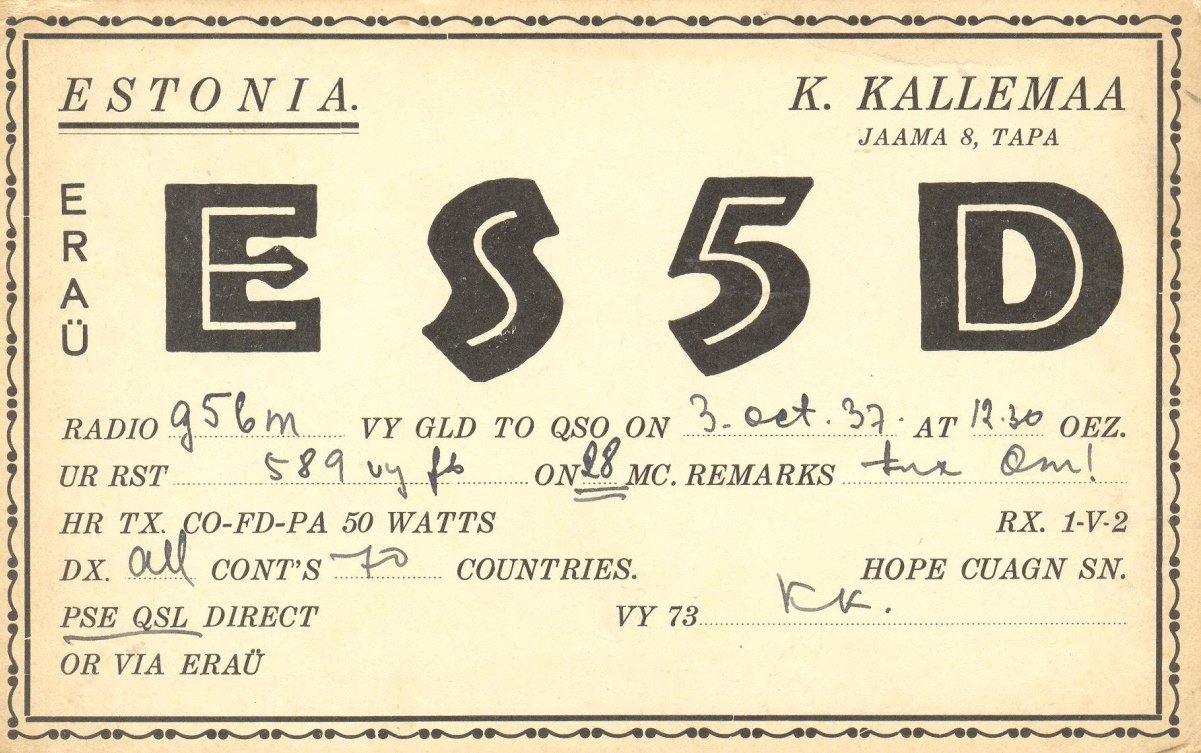 ESTONIA.
K. KALLEMAA
JAAMA 8, TAPA
ERAÜ
ES5D
RADIO g56m VY GLD TO QSO ON 3. oct. 37. AT 12.30 OEZ.
UR RST 589 vy fb ON 28 MC. REMARKS tnx Om!
HR TX. CO-FD-PA 50 WATTS RX. 1-V-2
DX. all CONT'S 70 COUNTRIES. HOPE CUAGN SN.
PSE QSL DIRECT VY 73 KK.
OR VIA ERAÜ